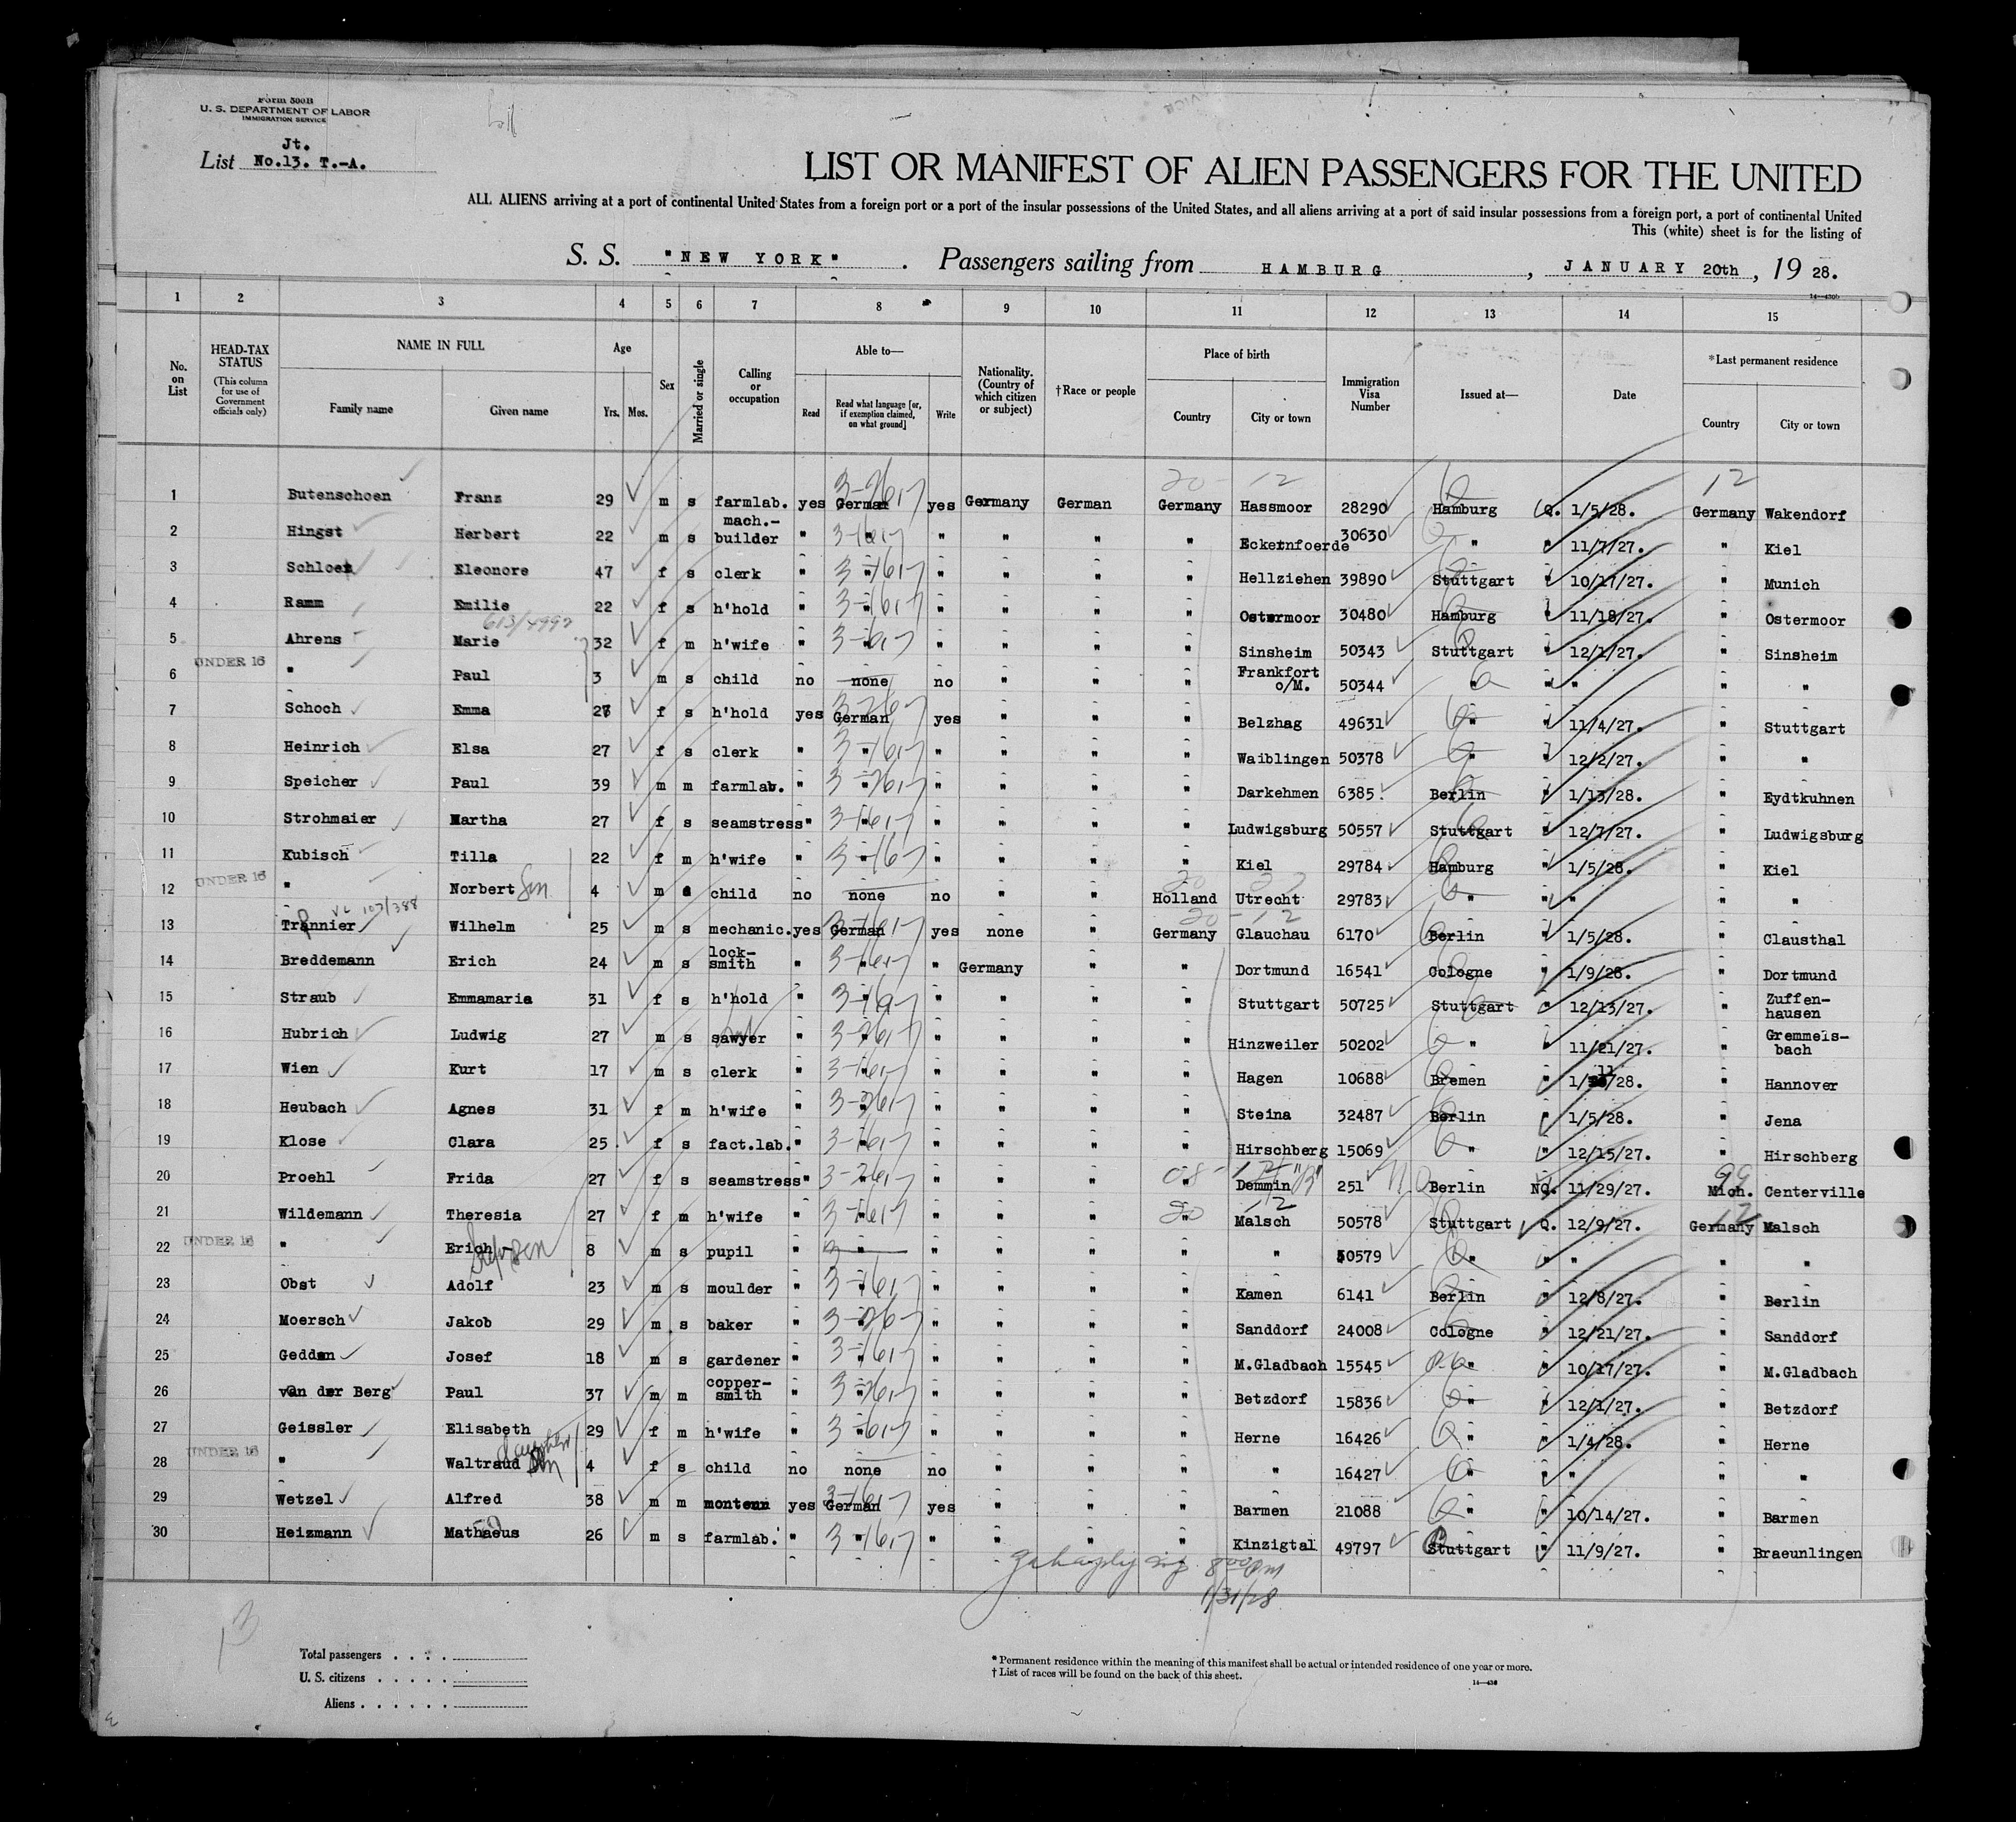 Form 500B
U. S. DEPARTMENT OF LABOR
IMMIGRATION SERVICE
Jt.
List No.13. T.-A.
LIST OR MANIFEST OF ALIEN PASSENGERS FOR THE UNITED
ALL ALIENS arriving at a port of continental United States from a foreign port or a port of the insular possessions of the United States, and all aliens arriving at a port of said insular possessions from a foreign port, a port of continental United
This (white) sheet is for the listing of
S. S. "NEW YORK". Passengers sailing from HAMBURG, JANUARY 20th, 19 28.
1 2 3 4 5 6 7 8 9 10 11 12 13 14 15
No. on List HEAD-TAX STATUS (This column for use of Government officials only) NAME IN FULL Family name Given name Age Yrs. Mos. Sex Married or single Calling or occupation Able to— Read Read what language [or, if exemption claimed, on what ground] Write Nationality. (Country of which citizen or subject) †Race or people Place of birth Country City or town Immigration Visa Number Issued at— Date *Last permanent residence Country City or town
1 Butenschoen Franz 29 m s farmlab. yes German yes Germany German Germany Hassmoor 28290 Hamburg Q. 1/5/28. Germany Wakendorf
2 Hingst Herbert 22 m s mach.-builder " " " " " " Eckernfoerde 30630 " " 11/7/27. " Kiel
3 Schloen Eleonore 47 f s clerk " " " " " " Hellziehen 39890 Stuttgart " 10/17/27. " Munich
4 Ramm Emilie 22 f s h'hold " " " " " " Ostermoor 30480 Hamburg " 11/18/27. " Ostermoor
613/4992
5 Ahrens Marie 32 f m h'wife " " " " " " Sinsheim 50343 Stuttgart " 12/1/27. " Sinsheim
UNDER 16
6 " Paul 3 m s child no none no " " " Frankfort o/M. 50344 " " " " "
7 Schoch Emma 27 f s h'hold yes German yes " " " Belzhag 49631 " " 11/4/27. " Stuttgart
8 Heinrich Elsa 27 f s clerk " " " " " " Waiblingen 50378 " " 12/2/27. " "
9 Speicher Paul 39 m m farmlab. " " " " " " Darkehmen 6385. Berlin " 1/13/28. " Eydtkuhnen
10 Strohmaier Martha 27 f s seamstress " " " " " " Ludwigsburg 50557 Stuttgart " 12/7/27. " Ludwigsburg
11 Kubisch Tilla 22 f m h'wife " " " " " " Kiel 29784 Hamburg " 1/5/28. " Kiel
UNDER 16
12 " Norbert Son 4 m s child no none no " " Holland Utrecht 29783 " " " " "
107/388
13 Trannier Wilhelm 25 m s mechanic. yes German yes none " Germany Glauchau 6170 Berlin " 1/5/28. " Clausthal
14 Breddemann Erich 24 m s lock-smith " " " Germany " " Dortmund 16541 Cologne " 1/9/28. " Dortmund
15 Straub Emmamarie 31 f s h'hold " " " " " " Stuttgart 50725 Stuttgart " 12/13/27. " Zuffen-hausen
16 Hubrich Ludwig 27 m s sawyer " " " " " " Hinzweiler 50202 " " 11/21/27. " Gremmels-bach
17 Wien Kurt 17 m s clerk " " " " " " Hagen 10688 Bremen " 1/11/28. " Hannover
18 Heubach Agnes 31 f m h'wife " " " " " " Steina 32487 Berlin " 1/5/28. " Jena
19 Klose Clara 25 f s fact.lab. " " " " " " Hirschberg 15069 " " 12/15/27. " Hirschberg
20 Proehl Frida 27 f s seamstress " " " " " " Demmin 251 Berlin NQ. 11/29/27. Mich. Centerville
21 Wildemann Theresia 27 f m h'wife " " " " " " Malsch 50578 Stuttgart Q. 12/9/27. Germany Malsch
UNDER 16
22 " Erich Stepson 8 m s pupil " " " " " " " 50579 " " " " "
23 Obst Adolf 23 m s moulder " " " " " " Kamen 6141 Berlin " 12/8/27. " Berlin
24 Moersch Jakob 29 m s baker " " " " " " Sanddorf 24008 Cologne " 12/21/27. " Sanddorf
25 Gedden Josef 18 m s gardener " " " " " " M.Gladbach 15545 " " 10/17/27. " M.Gladbach
26 van der Berg Paul 37 m m copper-smith " " " " " " Betzdorf 15836 " " 12/1/27. " Betzdorf
27 Geissler Elisabeth 29 f m h'wife " " " " " " Herne 16426 " " 1/4/28. " Herne
UNDER 16
28 " Waltraud daughter 4 f s child no none no " " " " 16427 " " " " "
29 Wetzel Alfred 38 m m yes German yes " " " Barmen 21088 " " 10/14/27. " Barmen
30 Heizmann Mathaeus 26 m s farmlab. " " " " " " Kinzigtal 49797 Stuttgart " 11/9/27. " Braeunlingen
1/31/28
13
Total passengers . . . .
U. S. citizens . . . . .
Aliens . . . . . .
* Permanent residence within the meaning of this manifest shall be actual or intended residence of one year or more.
† List of races will be found on the back of this sheet.